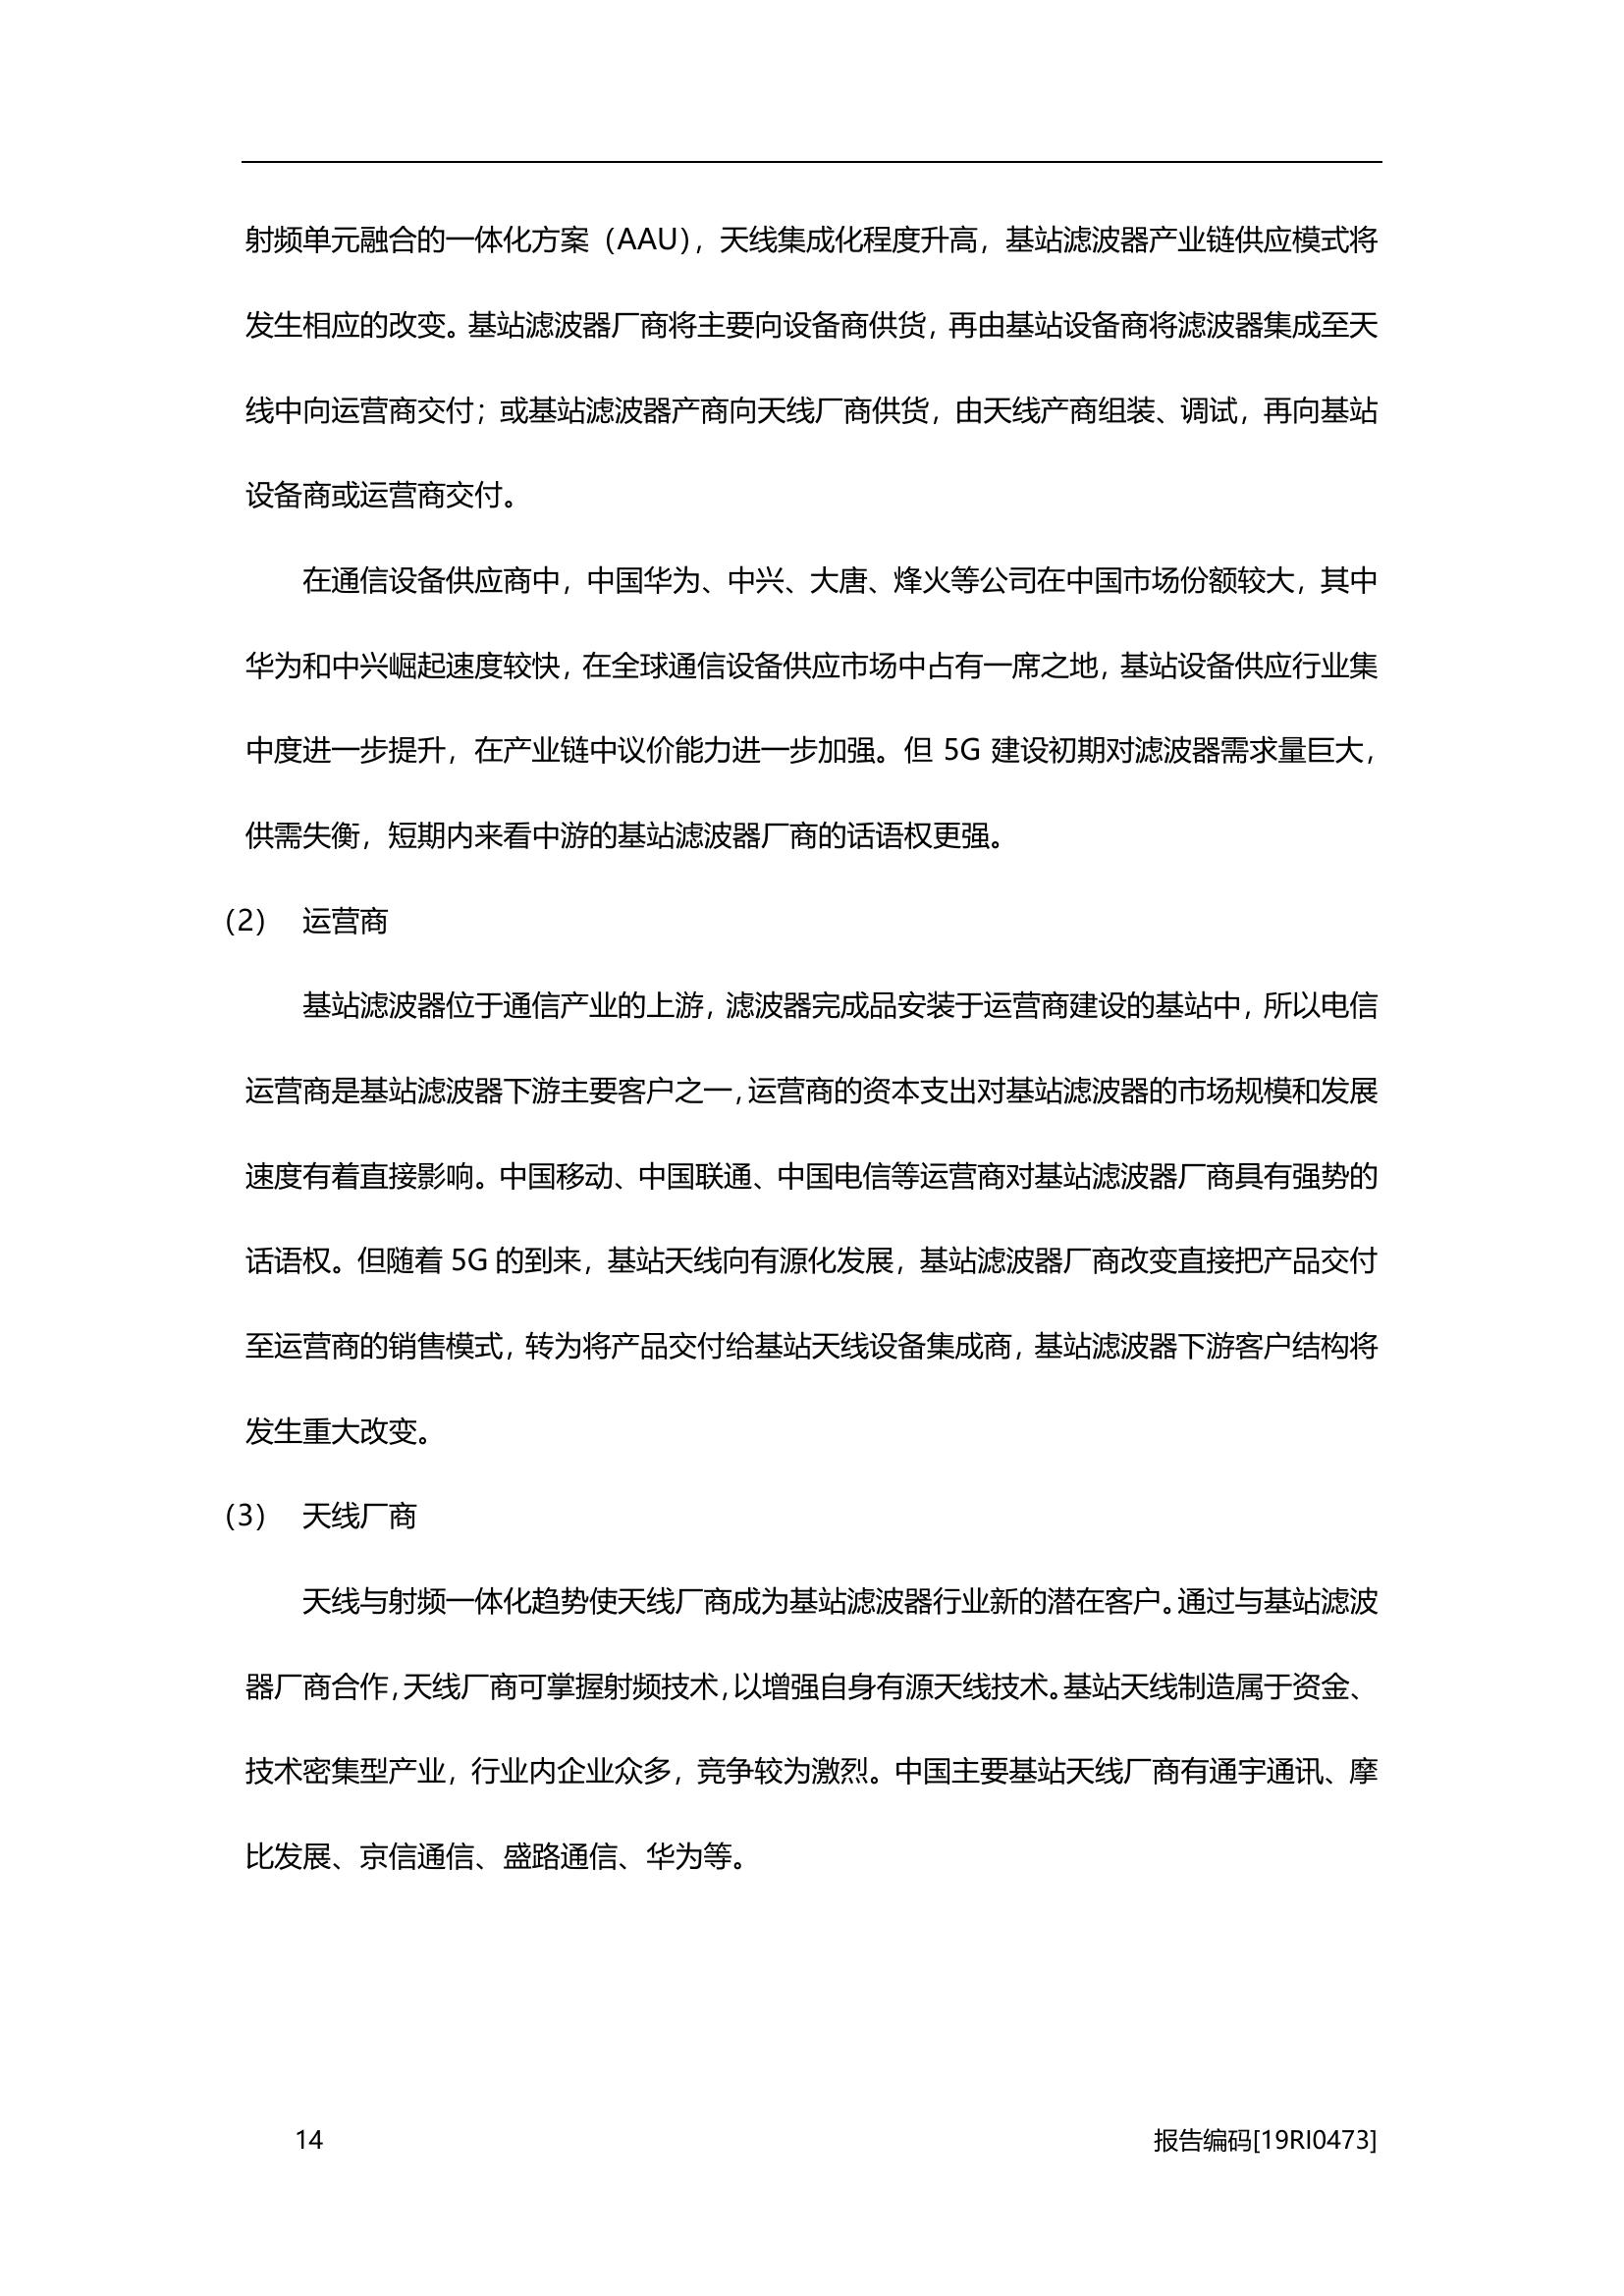 射频单元融合的一体化方案（AAU），天线集成化程度升高，基站滤波器产业链供应模式将
发生相应的改变。基站滤波器厂商将主要向设备商供货，再由基站设备商将滤波器集成至天
线中向运营商交付；或基站滤波器产商向天线厂商供货，由天线产商组装、调试，再向基站
设备商或运营商交付。
在通信设备供应商中，中国华为、中兴、大唐、烽火等公司在中国市场份额较大，其中
华为和中兴崛起速度较快，在全球通信设备供应市场中占有一席之地，基站设备供应行业集
中度进一步提升，在产业链中议价能力进一步加强。但 5G 建设初期对滤波器需求量巨大，
供需失衡，短期内来看中游的基站滤波器厂商的话语权更强。
（2） 运营商
基站滤波器位于通信产业的上游，滤波器完成品安装于运营商建设的基站中，所以电信
运营商是基站滤波器下游主要客户之一，运营商的资本支出对基站滤波器的市场规模和发展
速度有着直接影响。中国移动、中国联通、中国电信等运营商对基站滤波器厂商具有强势的
话语权。但随着 5G 的到来，基站天线向有源化发展，基站滤波器厂商改变直接把产品交付
至运营商的销售模式，转为将产品交付给基站天线设备集成商，基站滤波器下游客户结构将
发生重大改变。
（3） 天线厂商
天线与射频一体化趋势使天线厂商成为基站滤波器行业新的潜在客户。通过与基站滤波
器厂商合作，天线厂商可掌握射频技术，以增强自身有源天线技术。基站天线制造属于资金、
技术密集型产业，行业内企业众多，竞争较为激烈。中国主要基站天线厂商有通宇通讯、摩
比发展、京信通信、盛路通信、华为等。
14 报告编码[19RI0473]